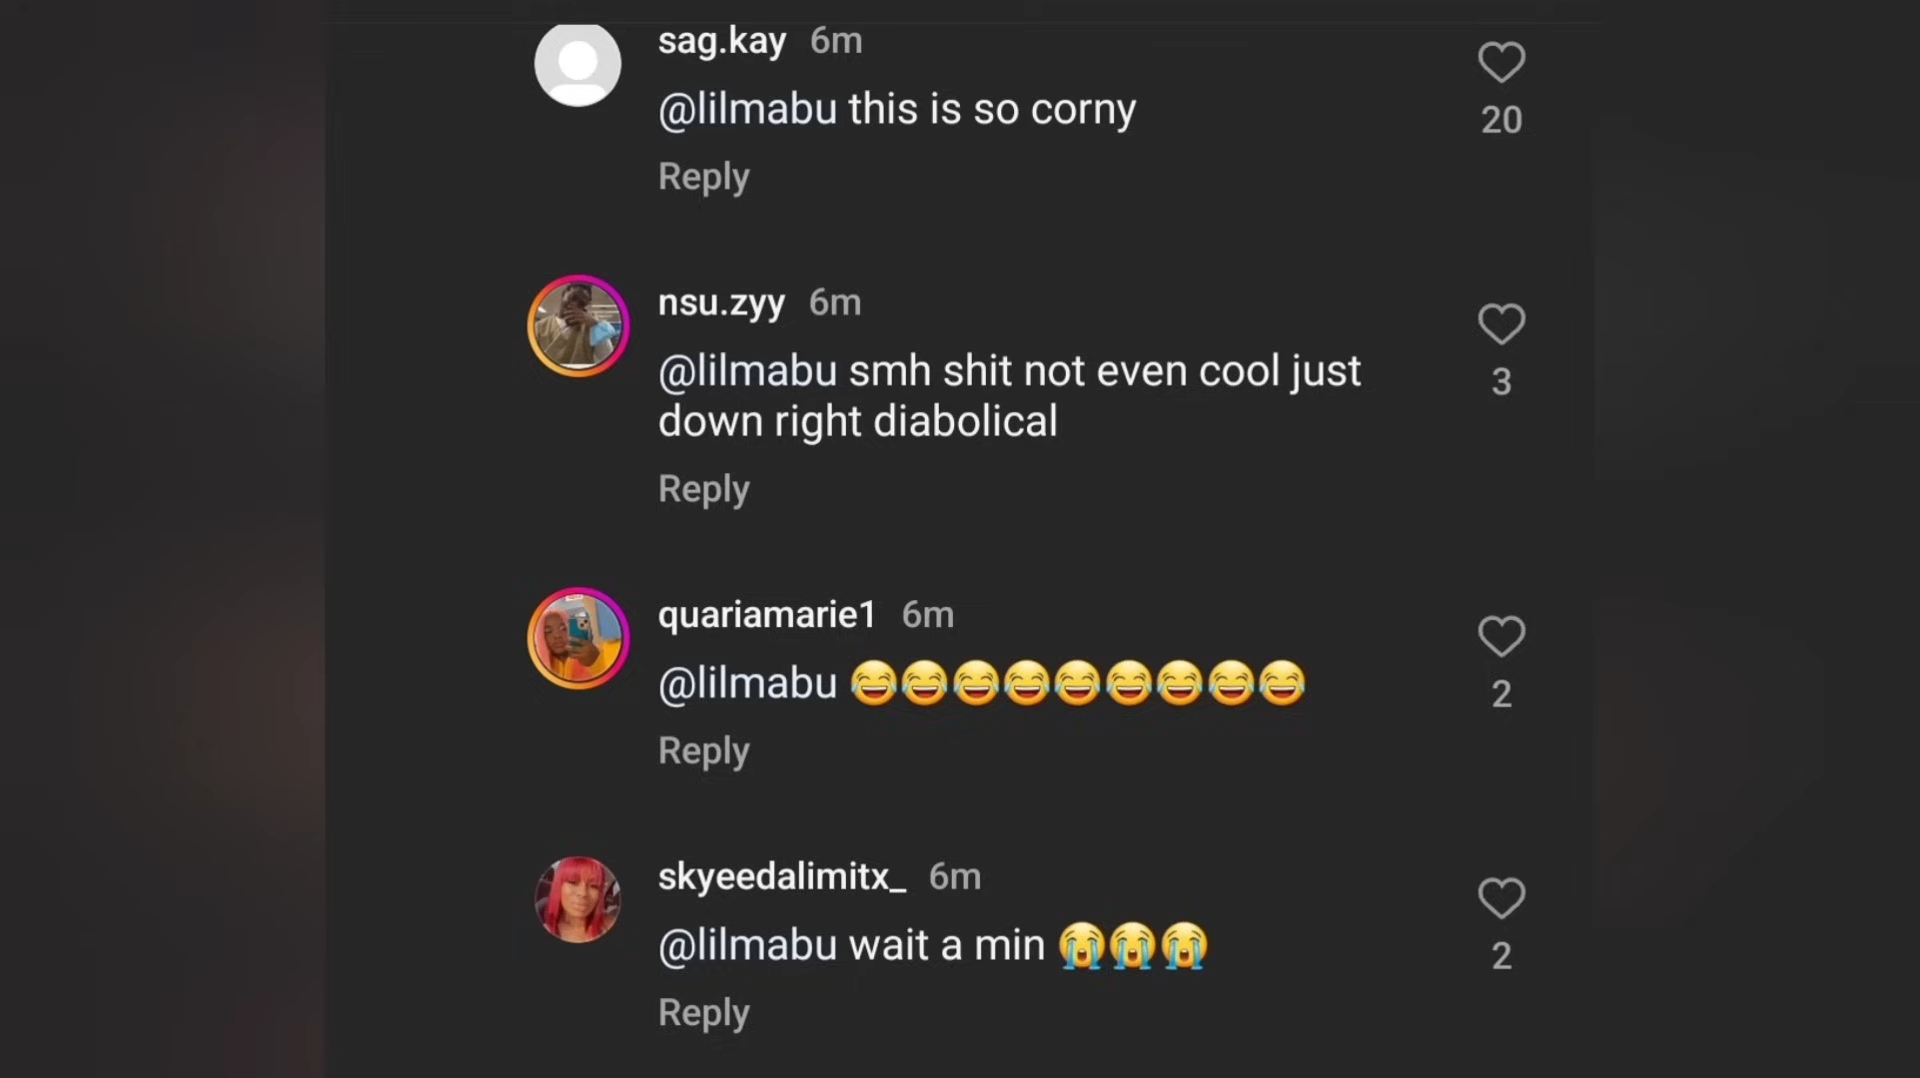 sag.kay 6m
@lilmabu this is so corny
20
Reply
nsu.zyy 6m
@lilmabu smh shit not even cool just
down right diabolical
3
Reply
quariamarie1 6m
@lilmabu 😂😂😂😂😂😂😂😂😂
2
Reply
skyeedalimitx_ 6m
@lilmabu wait a min 😭😭😭
2
Reply